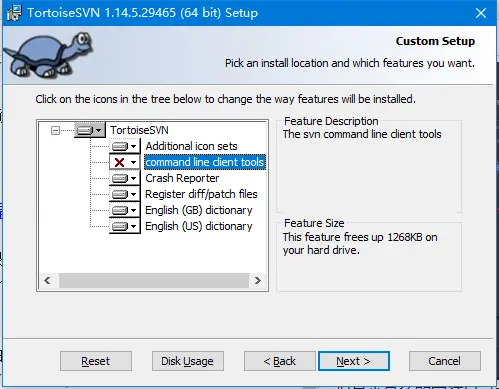 TortoiseSVN 1.14.5.29465 (64 bit) Setup
Custom Setup
Pick an install location and which features you want.
Click on the icons in the tree below to change the way features will be installed.
TortoiseSVN
Additional icon sets
command line client tools
Crash Reporter
Register diff/patch files
English (GB) dictionary
English (US) dictionary
Feature Description
The svn command line client tools
Feature Size
This feature frees up 1268KB on
your hard drive.
Reset
Disk Usage
< Back
Next >
Cancel